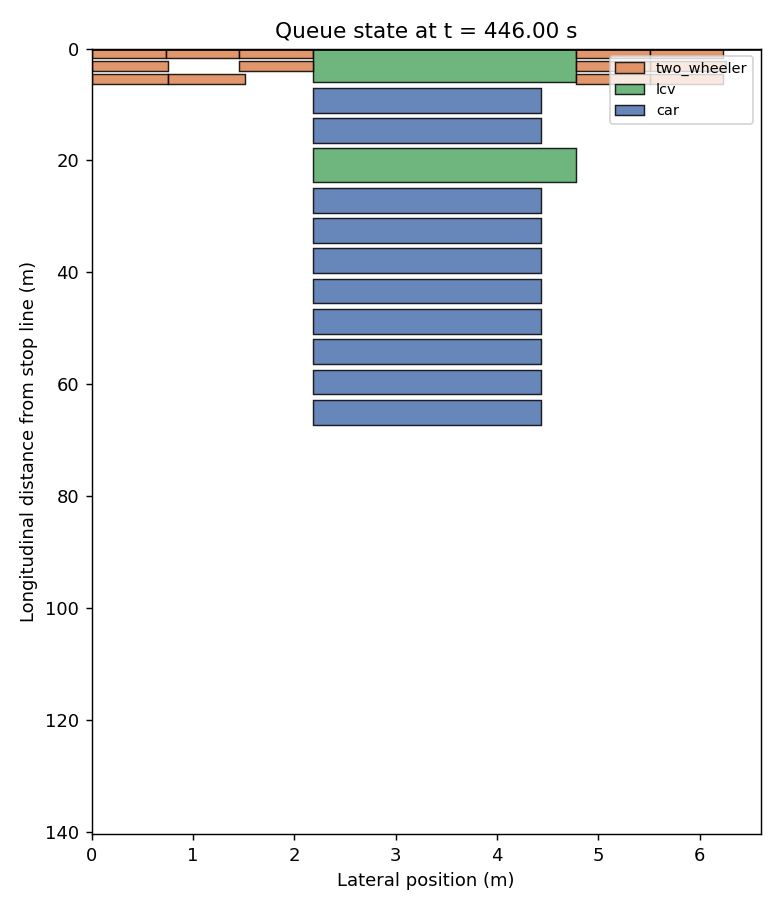 Queue state at t = 446.00 s
0
20
40
60
80
100
120
140
Longitudinal distance from stop line (m)
two_wheeler
lcv
car
0 1 2 3 4 5 6
Lateral position (m)